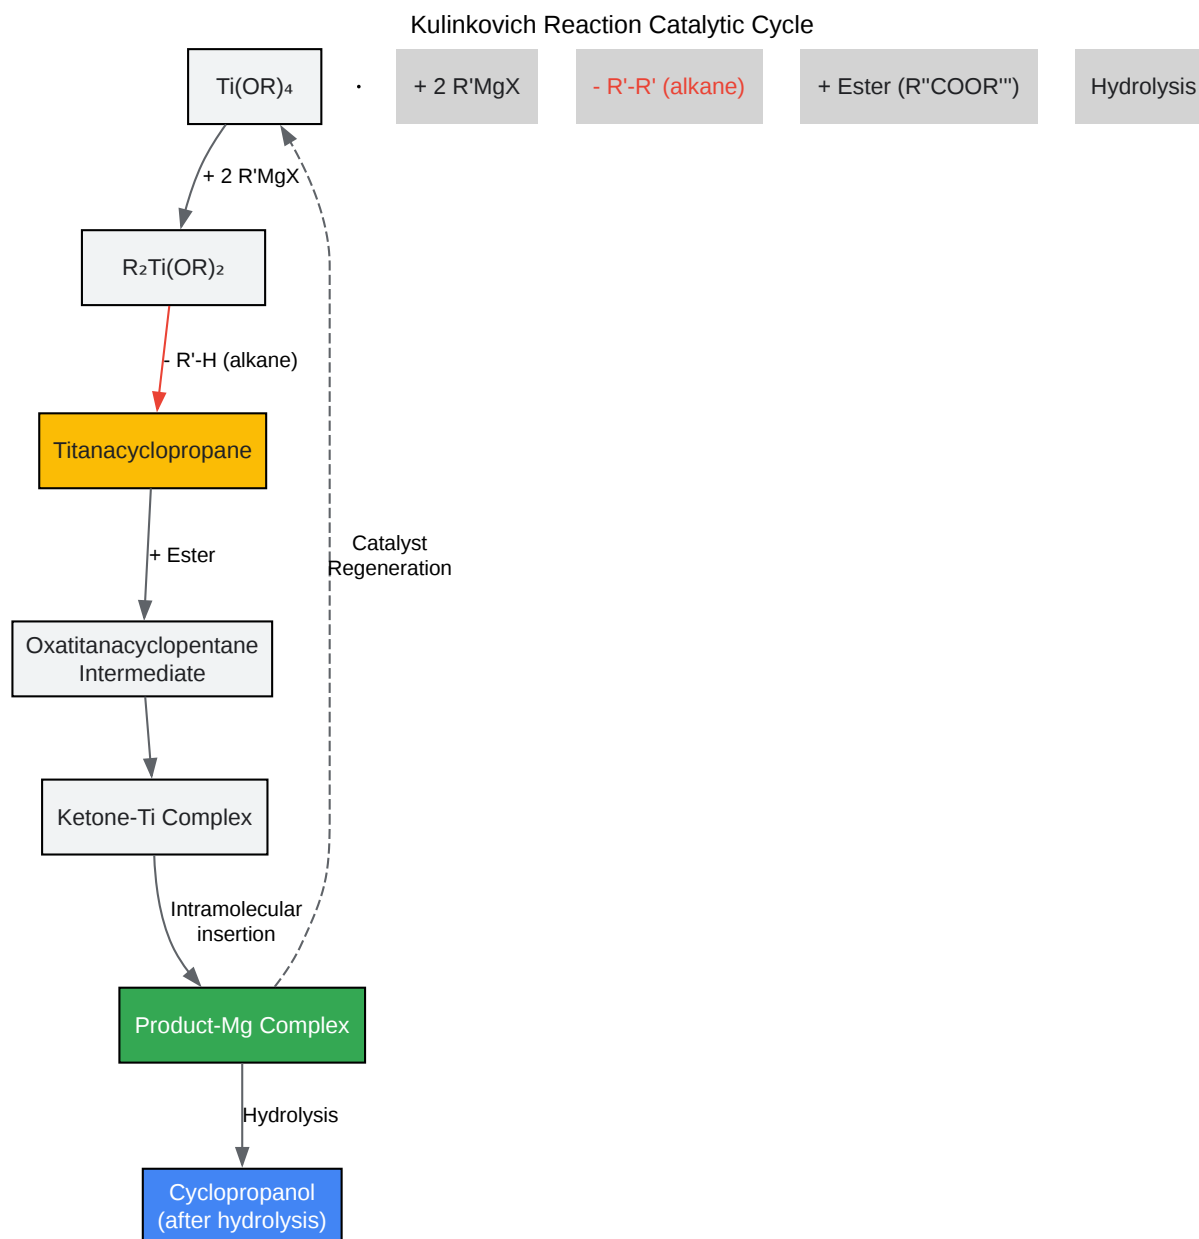 Kulinkovich Reaction Catalytic Cycle
Ti(OR)₄
·
+ 2 R'MgX
- R'-R' (alkane)
+ Ester (R''COOR''')
Hydrolysis
+ 2 R'MgX
R₂Ti(OR)₂
- R'-H (alkane)
Titanacyclopropane
+ Ester
Catalyst
Regeneration
Oxatitanacyclopentane
Intermediate
Ketone-Ti Complex
Intramolecular
insertion
Product-Mg Complex
Hydrolysis
Cyclopropanol
(after hydrolysis)